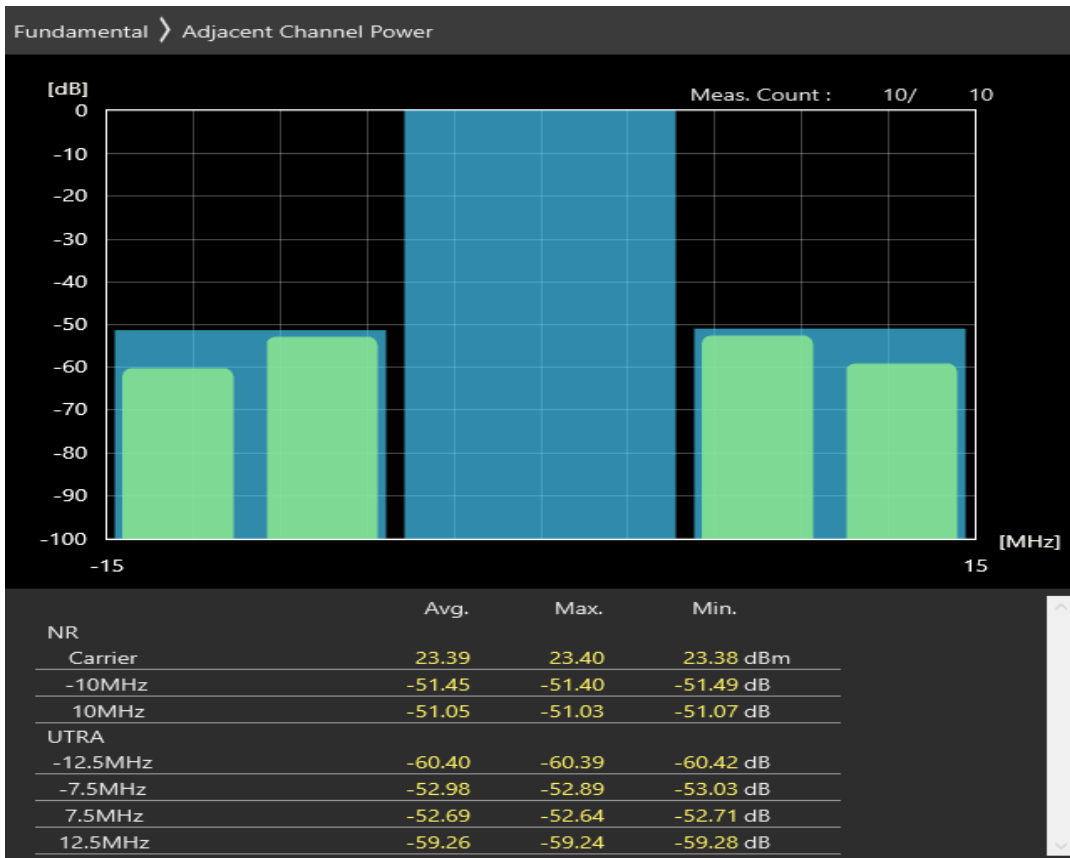 Fundamental ❯ Adjacent Channel Power
[dB]
Meas. Count : 10/ 10
0
-10
-20
-30
-40
-50
-60
-70
-80
-90
-100
[MHz]
-15 15
Avg. Max. Min.
NR
Carrier 23.39 23.40 23.38 dBm
-10MHz -51.45 -51.40 -51.49 dB
10MHz -51.05 -51.03 -51.07 dB
UTRA
-12.5MHz -60.40 -60.39 -60.42 dB
-7.5MHz -52.98 -52.89 -53.03 dB
7.5MHz -52.69 -52.64 -52.71 dB
12.5MHz -59.26 -59.24 -59.28 dB